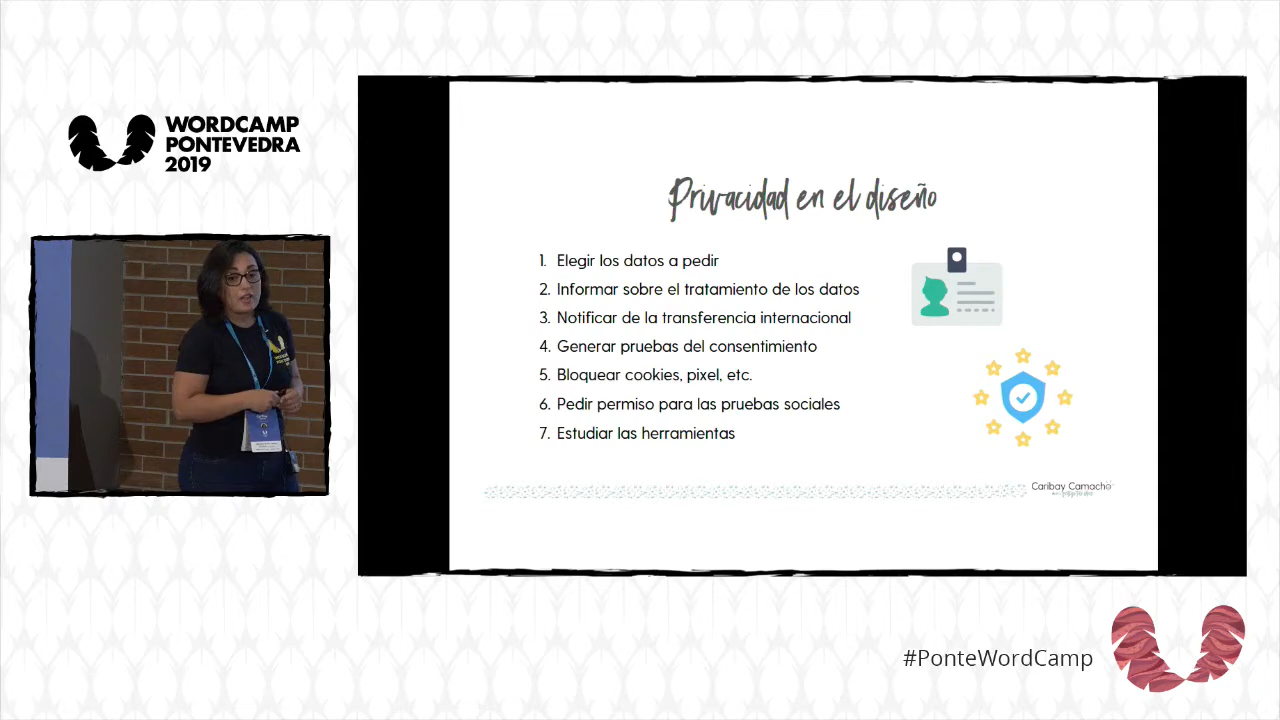 WORDCAMP
PONTEVEDRA
2019
Privacidad en el diseño
1. Elegir los datos a pedir
2. Informar sobre el tratamiento de los datos
3. Notificar de la transferencia internacional
4. Generar pruebas del consentimiento
5. Bloquear cookies, pixel, etc.
6. Pedir permiso para las pruebas sociales
7. Estudiar las herramientas
Caribay Camacho
#PonteWordCamp